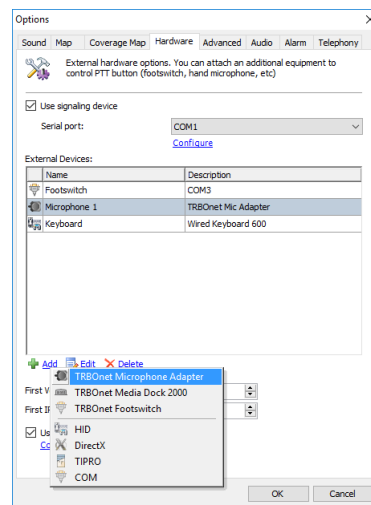 Options
Sound Map Coverage Map Hardware Advanced Audio Alarm Telephony
External hardware options. You can attach an additional equipment to
control PTT button (footswitch, hand microphone, etc)
Use signaling device
Serial port: COM1
Configure
External Devices:
Name Description
Footswitch COM3
Microphone 1 TRBOnet Mic Adapter
Keyboard Wired Keyboard 600
Add Edit Delete
TRBOnet Microphone Adapter
First TRBOnet Media Dock 2000
First TRBOnet Footswitch
Us HID
Co DirectX
TIPRO
COM
OK Cancel